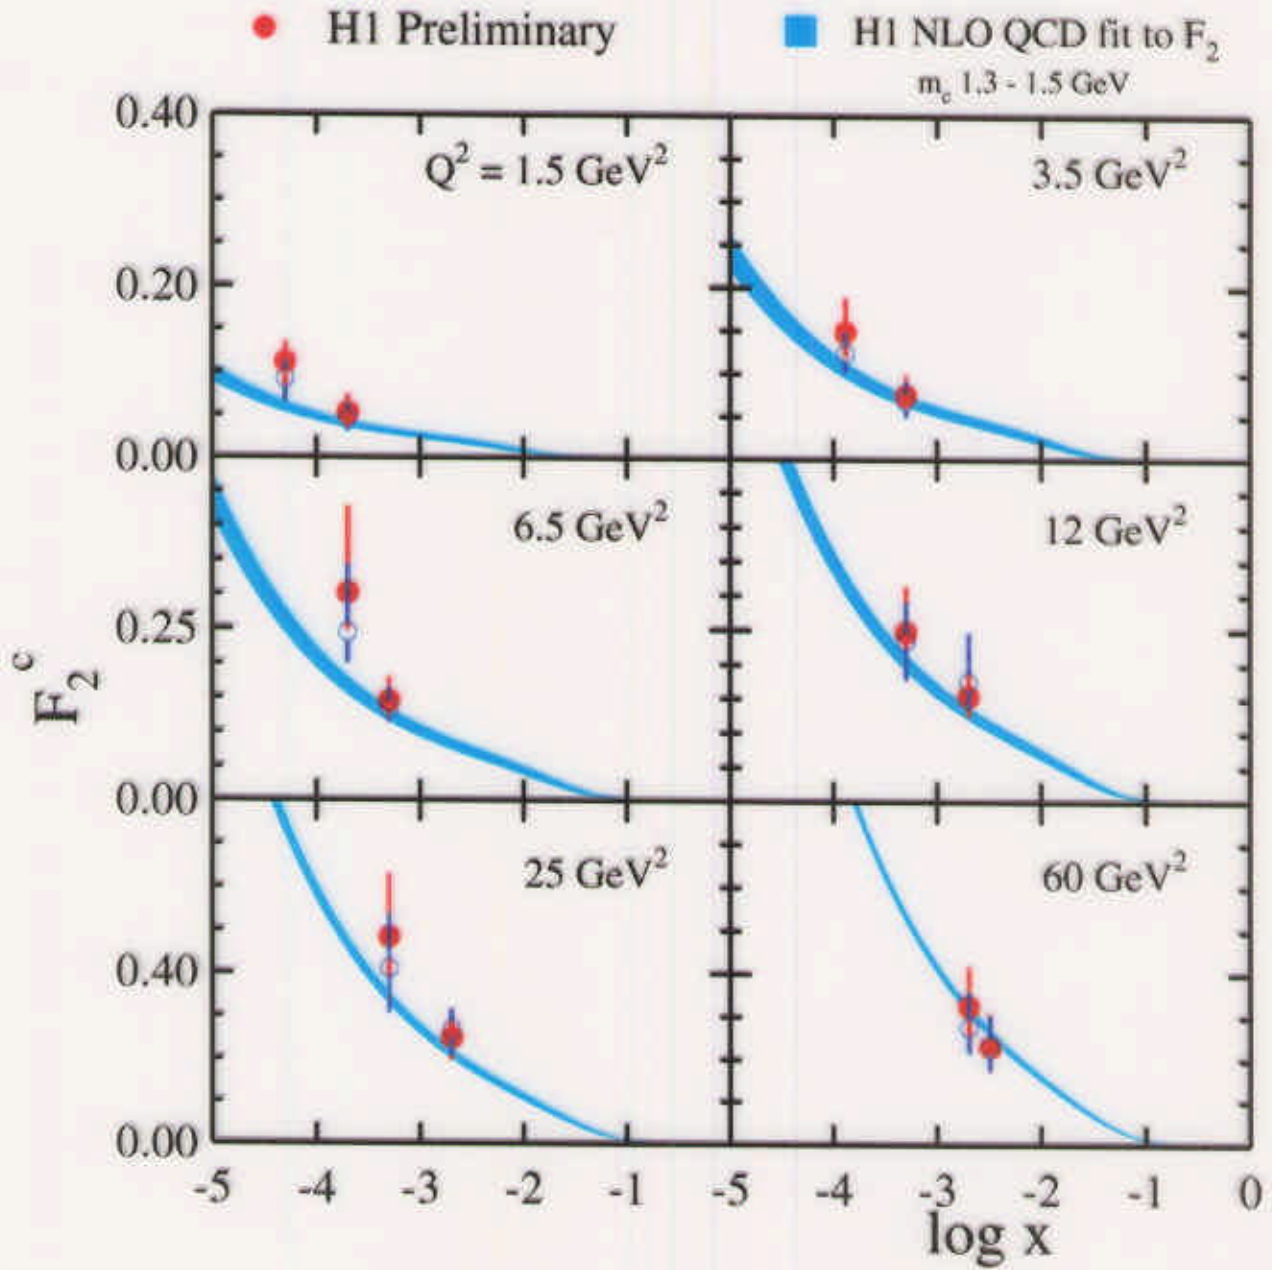 H1 Preliminary
H1 NLO QCD fit to F₂
m_c 1.3 - 1.5 GeV
0.40
Q² = 1.5 GeV²
3.5 GeV²
0.20
0.00
6.5 GeV²
12 GeV²
0.25
F₂ᶜ
0.00
25 GeV²
60 GeV²
0.40
0.00
-5 -4 -3 -2 -1 -5 -4 -3 -2 -1 0
log x